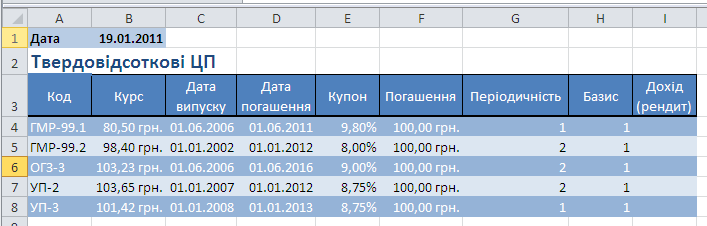 A B C D E F G H I
1 Дата 19.01.2011
2 Твердовідсоткові ЦП
3 Код Курс Дата випуску Дата погашення Купон Погашення Періодичність Базис Дохід (рендит)
4 ГМР-99.1 80,50 грн. 01.06.2006 01.06.2011 9,80% 100,00 грн. 1 1
5 ГМР-99.2 98,40 грн. 01.01.2002 01.01.2012 8,00% 100,00 грн. 2 1
6 ОГЗ-3 103,23 грн. 01.06.2006 01.06.2016 9,00% 100,00 грн. 2 1
7 УП-2 103,65 грн. 01.01.2007 01.01.2012 8,75% 100,00 грн. 2 1
8 УП-3 101,42 грн. 01.01.2008 01.01.2013 8,75% 100,00 грн. 1 1